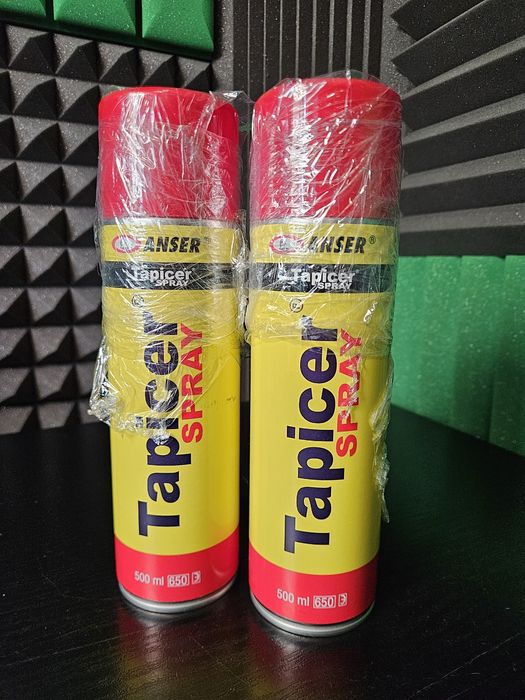 ANSER
Tapicer
SPRAY
Tapicer®
SPRAY
500 ml 650
ANSER®
Tapicer
SPRAY
Tapicer®
SPRAY
500 ml 650